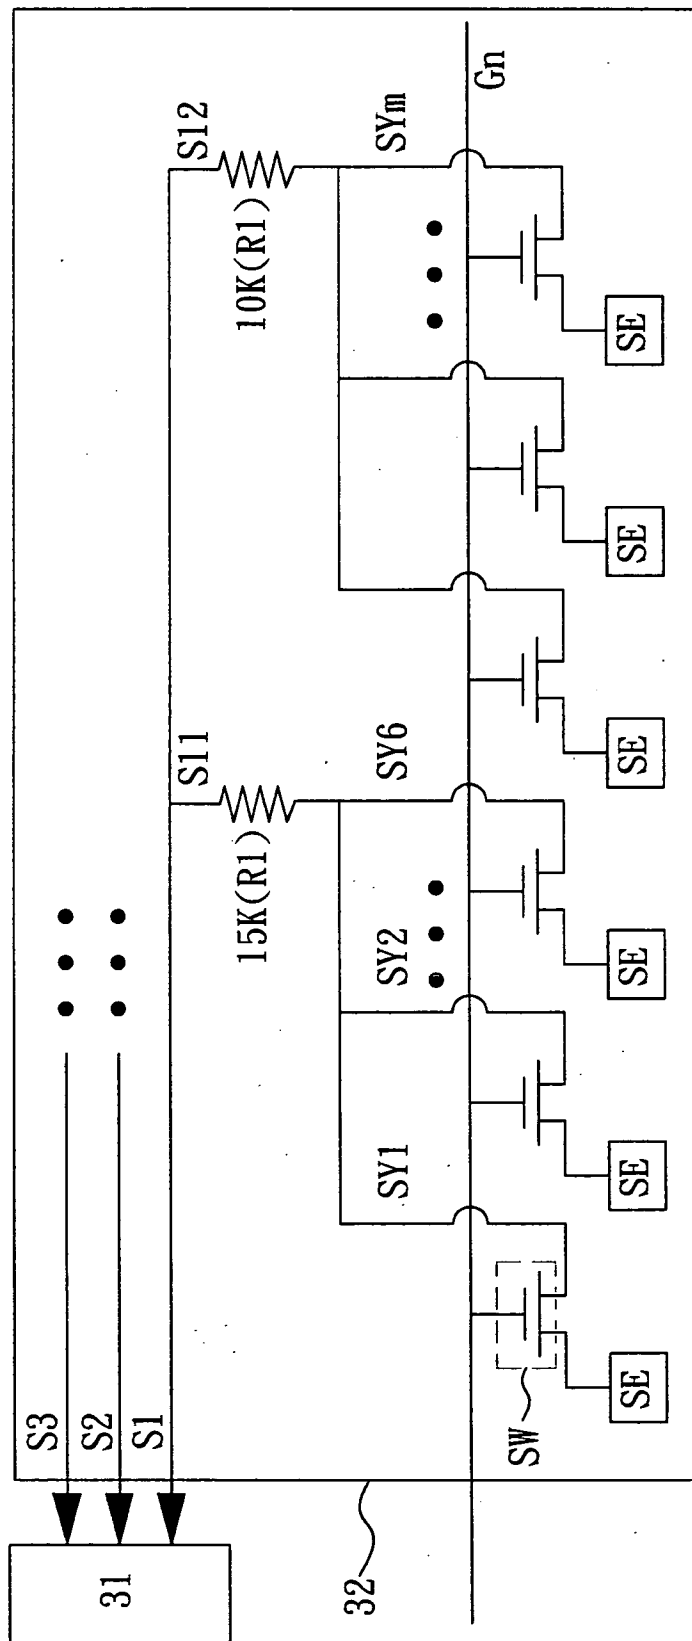 31
S3
S2
S1
32
S11
S12
15K(R1)
10K(R1)
SY1
SY2
SY6
SYm
Gn
SW
SE
SE
SE
SE
SE
SE